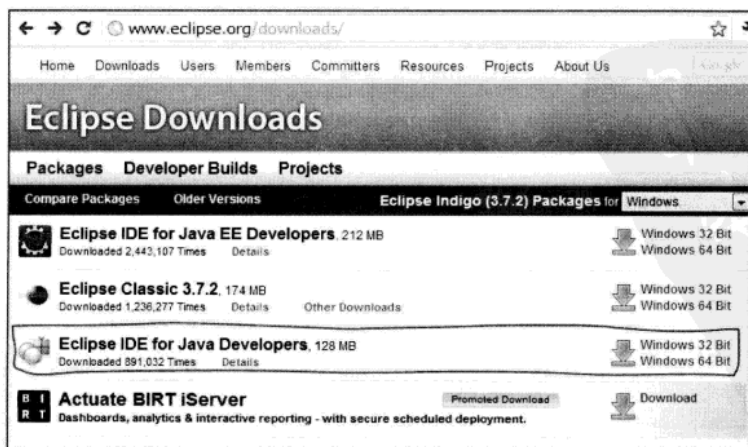 www.eclipse.org/downloads/
Home Downloads Users Members Committers Resources Projects About Us
Eclipse Downloads
Packages Developer Builds Projects
Compare Packages Older Versions Eclipse Indigo (3.7.2) Packages for Windows
Eclipse IDE for Java EE Developers, 212 MB Windows 32 Bit
Downloaded 2,443,107 Times Details Windows 64 Bit
Eclipse Classic 3.7.2, 174 MB Windows 32 Bit
Downloaded 1,236,277 Times Details Other Downloads Windows 64 Bit
Eclipse IDE for Java Developers, 128 MB Windows 32 Bit
Downloaded 891,032 Times Details Windows 64 Bit
BIRT Actuate BIRT iServer Promoted Download Download
Dashboards, analytics & interactive reporting - with secure scheduled deployment.